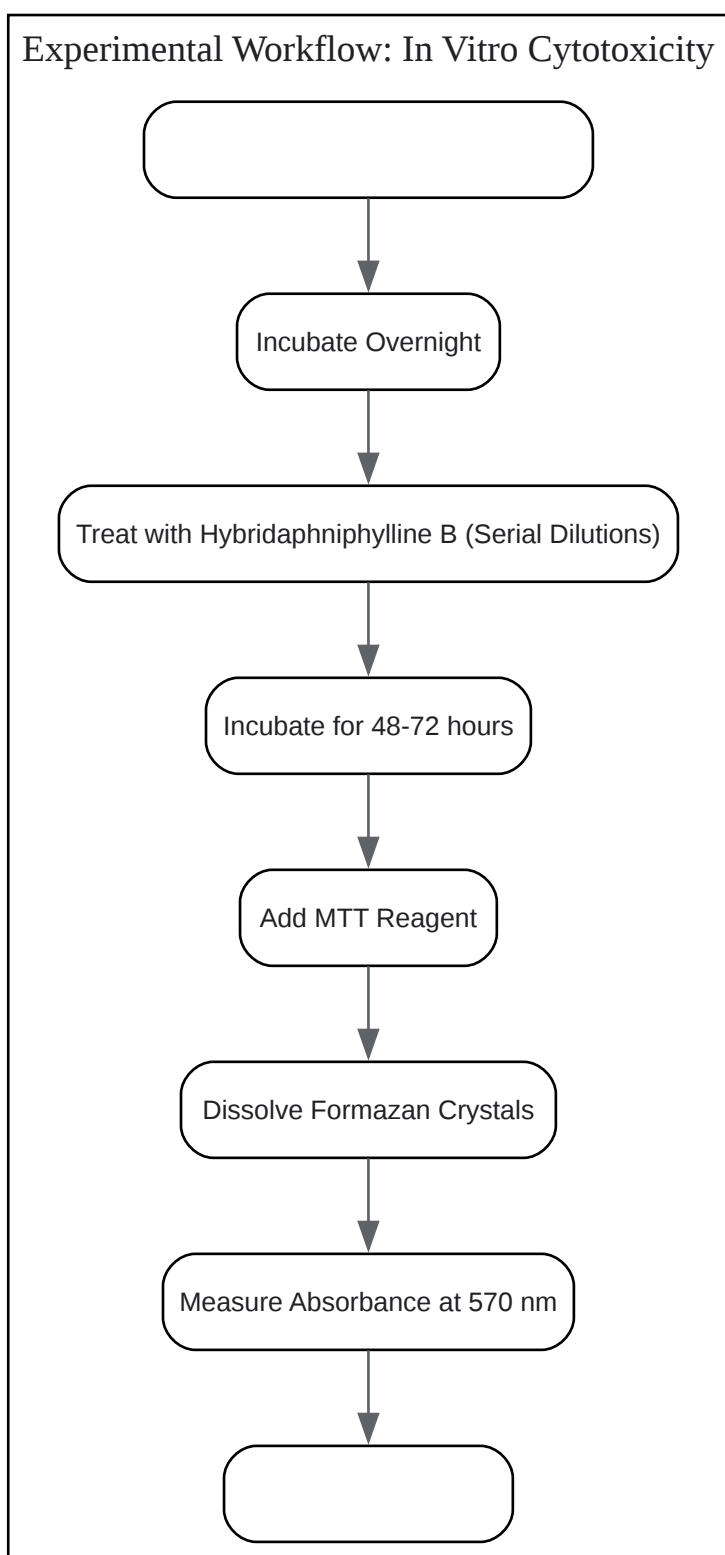 Experimental Workflow: In Vitro Cytotoxicity
Incubate Overnight
Treat with Hybridaphniphylline B (Serial Dilutions)
Incubate for 48-72 hours
Add MTT Reagent
Dissolve Formazan Crystals
Measure Absorbance at 570 nm